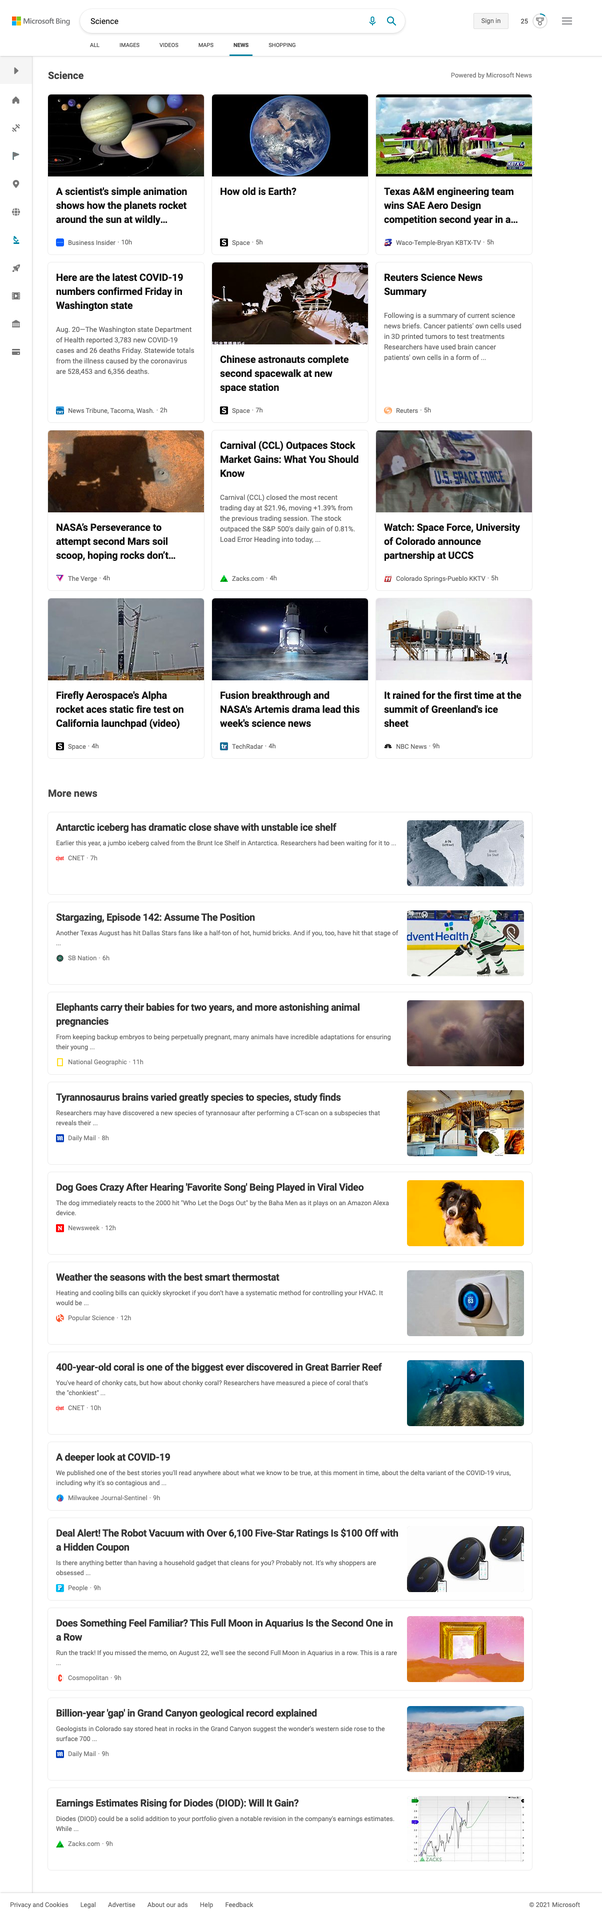 Microsoft Bing
Science
Sign in
25
ALL IMAGES VIDEOS MAPS NEWS SHOPPING
Science
Powered by Microsoft News
A scientist's simple animation
shows how the planets rocket
around the sun at wildly...
Business Insider · 10h
How old is Earth?
Space · 5h
Texas A&M engineering team
wins SAE Aero Design
competition second year in a...
Waco-Temple-Bryan KBTX-TV · 5h
Here are the latest COVID-19
numbers confirmed Friday in
Washington state
Aug. 20—The Washington state Department
of Health reported 3,783 new COVID-19
cases and 26 deaths Friday. Statewide totals
from the illness caused by the coronavirus
are 528,453 and 6,356 deaths.
News Tribune, Tacoma, Wash. · 2h
Chinese astronauts complete
second spacewalk at new
space station
Space · 7h
Reuters Science News
Summary
Following is a summary of current science
news briefs. Cancer patients' own cells used
in 3D printed tumors to test treatments
Researchers have used brain cancer
patients' own cells in a form of ...
Reuters · 5h
NASA's Perseverance to
attempt second Mars soil
scoop, hoping rocks don't...
The Verge · 4h
Carnival (CCL) Outpaces Stock
Market Gains: What You Should
Know
Carnival (CCL) closed the most recent
trading day at $21.96, moving +1.39% from
the previous trading session. The stock
outpaced the S&P 500's daily gain of 0.81%.
Load Error Heading into today, ...
Zacks.com · 4h
U.S. SPACE FORCE
Watch: Space Force, University
of Colorado announce
partnership at UCCS
Colorado Springs-Pueblo KKTV · 5h
Firefly Aerospace's Alpha
rocket aces static fire test on
California launchpad (video)
Space · 4h
Fusion breakthrough and
NASA's Artemis drama lead this
week's science news
TechRadar · 4h
It rained for the first time at the
summit of Greenland's ice
sheet
NBC News · 9h
More news
Antarctic iceberg has dramatic close shave with unstable ice shelf
Earlier this year, a jumbo iceberg calved from the Brunt Ice Shelf in Antarctica. Researchers had been waiting for it to ...
CNET · 7h
Stargazing, Episode 142: Assume The Position
Another Texas August has hit Dallas Stars fans like a half-ton of hot, humid bricks. And if you, too, have hit that stage of
...
SB Nation · 6h
dvent Health
Elephants carry their babies for two years, and more astonishing animal
pregnancies
From keeping backup embryos to being perpetually pregnant, many animals have incredible adaptations for ensuring
their young ...
National Geographic · 11h
Tyrannosaurus brains varied greatly species to species, study finds
Researchers may have discovered a new species of tyrannosaur after performing a CT-scan on a subspecies that
reveals their ...
Daily Mail · 8h
Dog Goes Crazy After Hearing 'Favorite Song' Being Played in Viral Video
The dog immediately reacts to the 2000 hit "Who Let the Dogs Out" by the Baha Men as it plays on an Amazon Alexa
device.
Newsweek · 12h
Weather the seasons with the best smart thermostat
Heating and cooling bills can quickly skyrocket if you don't have a systematic method for controlling your HVAC. It
would be ...
Popular Science · 12h
63
400-year-old coral is one of the biggest ever discovered in Great Barrier Reef
You've heard of chonky cats, but how about chonky coral? Researchers have measured a piece of coral that's
the "chonkiest" ...
CNET · 10h
A deeper look at COVID-19
We published one of the best stories you'll read anywhere about what we know to be true, at this moment in time, about the delta variant of the COVID-19 virus,
including why it's so contagious and ...
Milwaukee Journal-Sentinel · 9h
Deal Alert! The Robot Vacuum with Over 6,100 Five-Star Ratings Is $100 Off with
a Hidden Coupon
Is there anything better than having a household gadget that cleans for you? Probably not. It's why shoppers are
obsessed ...
People · 9h
Does Something Feel Familiar? This Full Moon in Aquarius Is the Second One in
a Row
Run the track! If you missed the memo, on August 22, we'll see the second Full Moon in Aquarius in a row. This is a rare
...
Cosmopolitan · 9h
Billion-year 'gap' in Grand Canyon geological record explained
Geologists in Colorado say stored heat in rocks in the Grand Canyon suggest the wonder's western side rose to the
surface 700 ...
Daily Mail · 9h
Earnings Estimates Rising for Diodes (DIOD): Will It Gain?
Diodes (DIOD) could be a solid addition to your portfolio given a notable revision in the company's earnings estimates.
While ...
Zacks.com · 9h
ZACKS
Privacy and Cookies Legal Advertise About our ads Help Feedback
© 2021 Microsoft